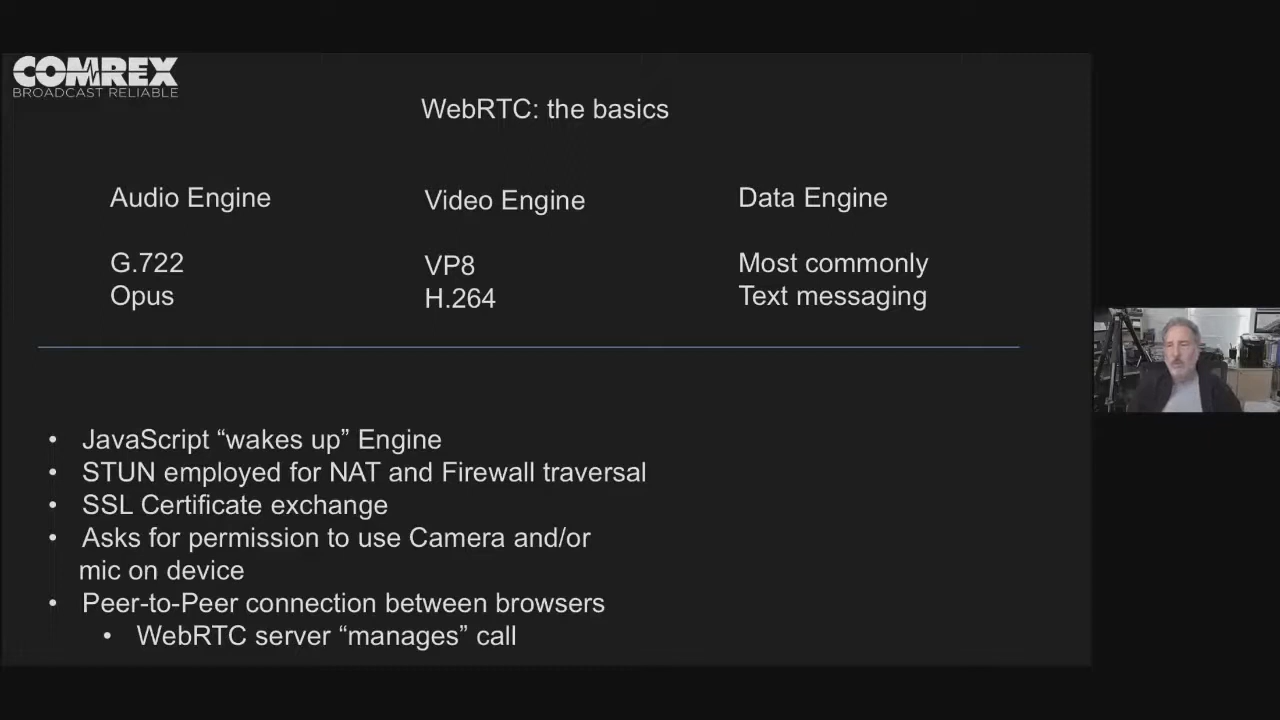 COMREX
BROADCAST RELIABLE
WebRTC: the basics
Audio Engine
G.722
Opus
Video Engine
VP8
H.264
Data Engine
Most commonly
Text messaging
• JavaScript “wakes up” Engine
• STUN employed for NAT and Firewall traversal
• SSL Certificate exchange
• Asks for permission to use Camera and/or
mic on device
• Peer-to-Peer connection between browsers
• WebRTC server “manages” call